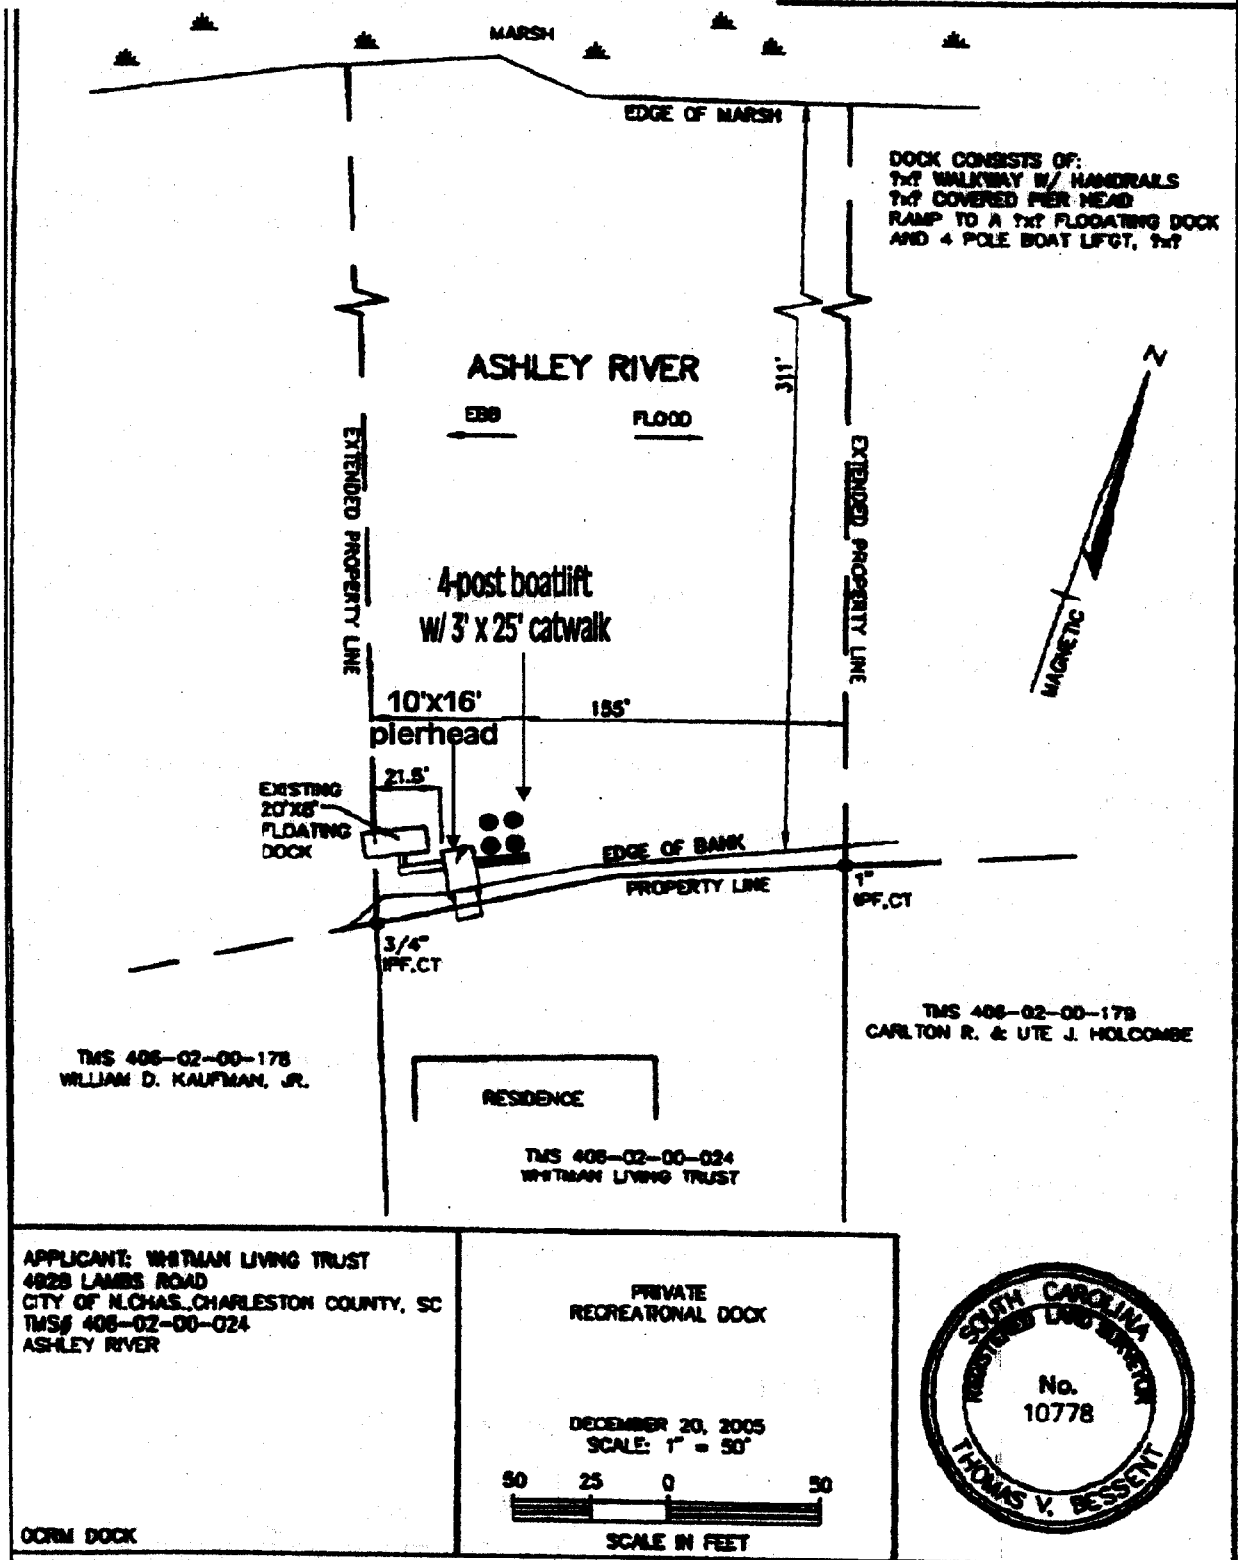 MARSH
EDGE OF MARSH
DOCK CONSISTS OF:
?x? WALKWAY W/ HANDRAILS
?x? COVERED PIER HEAD
RAMP TO A ?x? FLOOATING DOCK
AND 4 POLE BOAT LIFGT, ?x?
ASHLEY RIVER
EBB
FLOOD
311'
N
MAGNETIC
EXTENDED PROPERTY LINE
EXTENDED PROPERTY LINE
4-post boatlift
w/ 3' x 25' catwalk
10'x16'
pierhead
155'
21.5'
EXISTING
20'X8'
FLOATING
DOCK
EDGE OF BANK
PROPERTY LINE
1"
IPF,CT
3/4"
IPF,CT
TMS 406-02-00-179
CARLTON R. & UTE J. HOLCOMBE
TMS 406-02-00-178
WILLIAM D. KAUFMAN, JR.
RESIDENCE
TMS 406-02-00-024
WHITMAN LIVING TRUST
APPLICANT: WHITMAN LIVING TRUST
4928 LAMBS ROAD
CITY OF N.CHAS.,CHARLESTON COUNTY, SC
TMS# 406-02-00-024
ASHLEY RIVER
OCRM DOCK
PRIVATE
RECREATIONAL DOCK
DECEMBER 20, 2005
SCALE: 1" = 50'
50 25 0 50
SCALE IN FEET
SOUTH CAROLINA
REGISTERED LAND SURVEYOR
No.
10778
THOMAS V. BESSENT